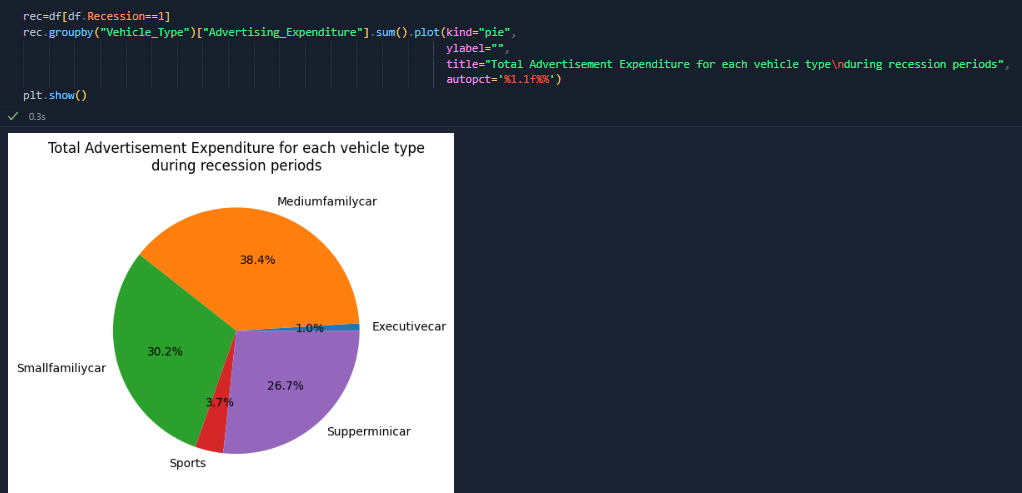 rec=df[df.Recession==1]
rec.groupby("Vehicle_Type")["Advertising_Expenditure"].sum().plot(kind="pie",
ylabel="",
title="Total Advertisement Expenditure for each vehicle type\nduring recession periods",
autopct='%1.1f%%')
plt.show()
0.3s
Total Advertisement Expenditure for each vehicle type
during recession periods
Mediumfamilycar
38.4%
1.0%
Executivecar
30.2%
Smallfamiliycar
26.7%
3.7%
Supperminicar
Sports